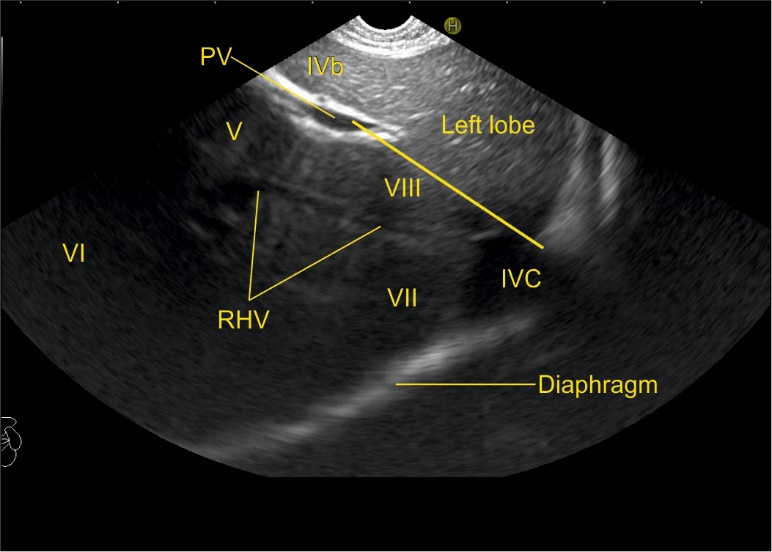 H
PV
IVb
V
Left lobe
VIII
VI
IVC
VII
RHV
Diaphragm